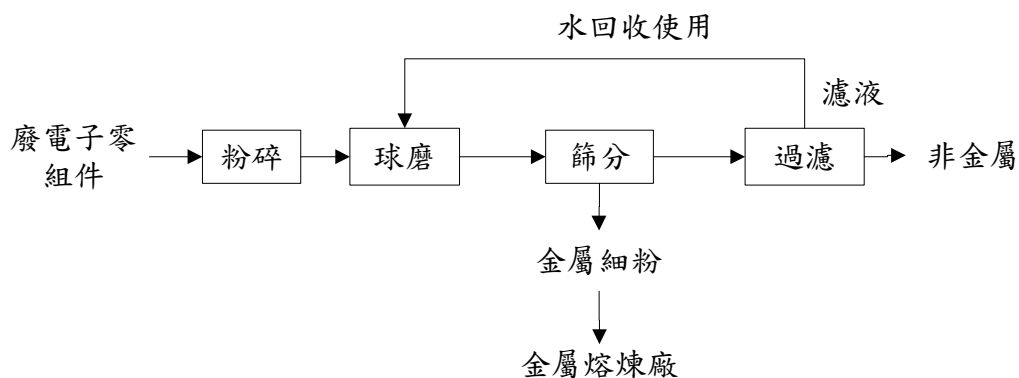 水回收使用
濾液
廢電子零
組件
粉碎
球磨
篩分
過濾
非金屬
金屬細粉
金屬熔煉廠